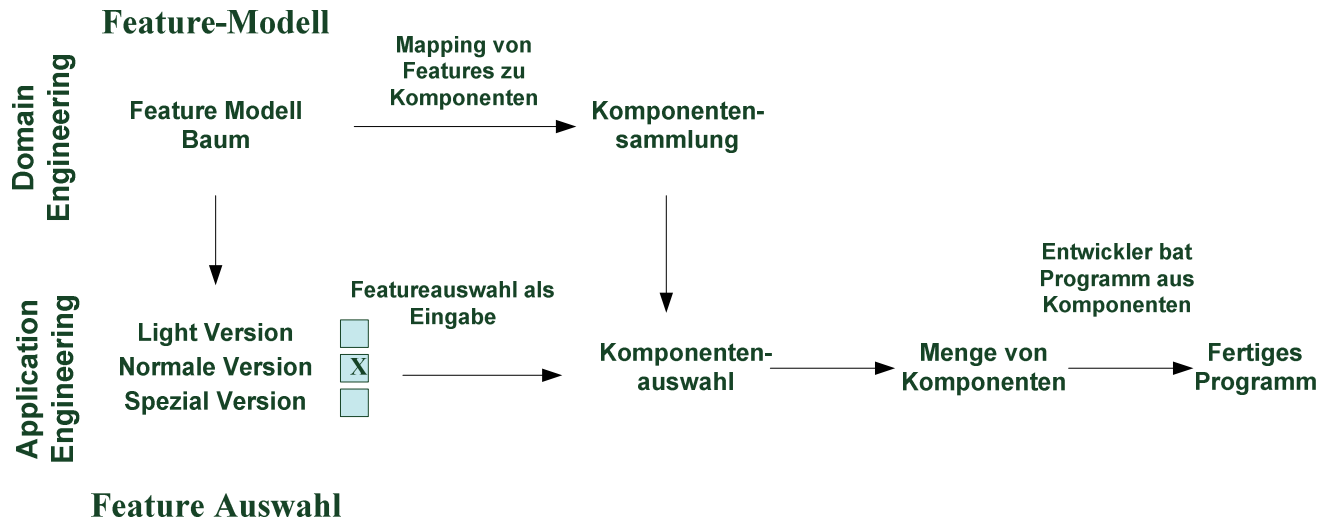 Feature-Modell
Domain
Engineering
Feature Modell
Baum
Mapping von
Features zu
Komponenten
Komponenten-
sammlung
Application
Engineering
Light Version
Normale Version X
Spezial Version
Featureauswahl als
Eingabe
Komponenten-
auswahl
Menge von
Komponenten
Entwickler bat
Programm aus
Komponenten
Fertiges
Programm
Feature Auswahl